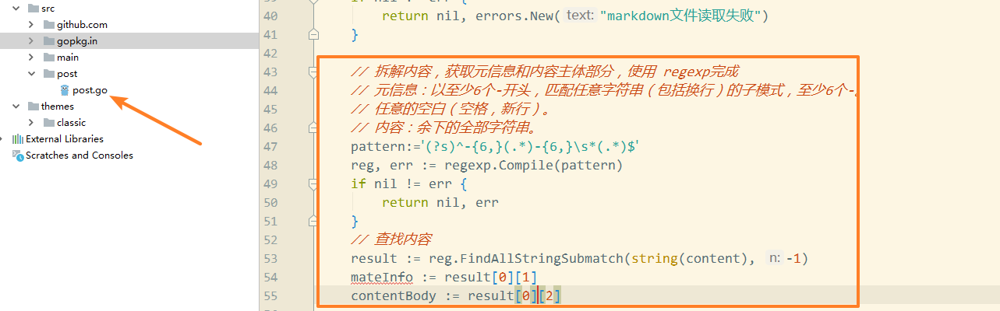 src
github.com
gopkg.in
main
post
post.go
themes
classic
External Libraries
Scratches and Consoles
40 return nil, errors.New( text: "markdown文件读取失败")
41 }
42
43 // 拆解内容，获取元信息和内容主体部分，使用 regexp完成
44 // 元信息：以至少6个-开头，匹配任意字符串（包括换行）的子模式，至少6个-。
45 // 任意的空白（空格，新行）。
46 // 内容：余下的全部字符串。
47 pattern:='(?s)^-{6,}(.*)-{6,}\s*(.*)$'
48 reg, err := regexp.Compile(pattern)
49 if nil != err {
50 return nil, err
51 }
52 // 查找内容
53 result := reg.FindAllStringSubmatch(string(content), n: -1)
54 mateInfo := result[0][1]
55 contentBody := result[0][2]